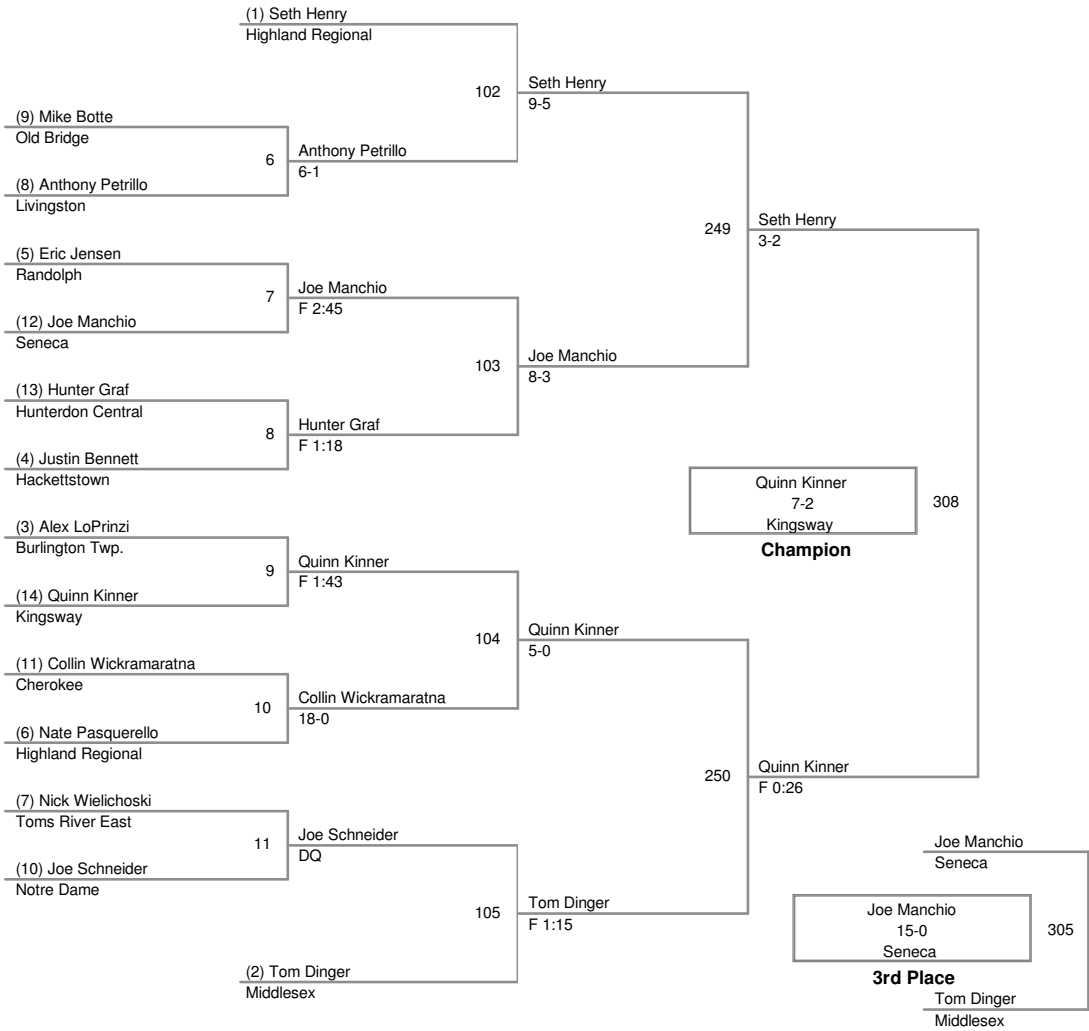 (1) Seth Henry
Highland Regional
102
Seth Henry
9-5
(9) Mike Botte
Old Bridge
6
Anthony Petrillo
6-1
(8) Anthony Petrillo
Livingston
249
Seth Henry
3-2
(5) Eric Jensen
Randolph
7
Joe Manchio
F 2:45
(12) Joe Manchio
Seneca
103
Joe Manchio
8-3
(13) Hunter Graf
Hunterdon Central
8
Hunter Graf
F 1:18
(4) Justin Bennett
Hackettstown
Quinn Kinner
7-2
Kingsway
308
Champion
(3) Alex LoPrinzi
Burlington Twp.
9
Quinn Kinner
F 1:43
(14) Quinn Kinner
Kingsway
104
Quinn Kinner
5-0
(11) Collin Wickramaratna
Cherokee
10
Collin Wickramaratna
18-0
(6) Nate Pasquerello
Highland Regional
250
Quinn Kinner
F 0:26
(7) Nick Wielichoski
Toms River East
11
Joe Schneider
DQ
(10) Joe Schneider
Notre Dame
105
Tom Dinger
F 1:15
(2) Tom Dinger
Middlesex
Joe Manchio
Seneca
Joe Manchio
15-0
Seneca
305
3rd Place
Tom Dinger
Middlesex